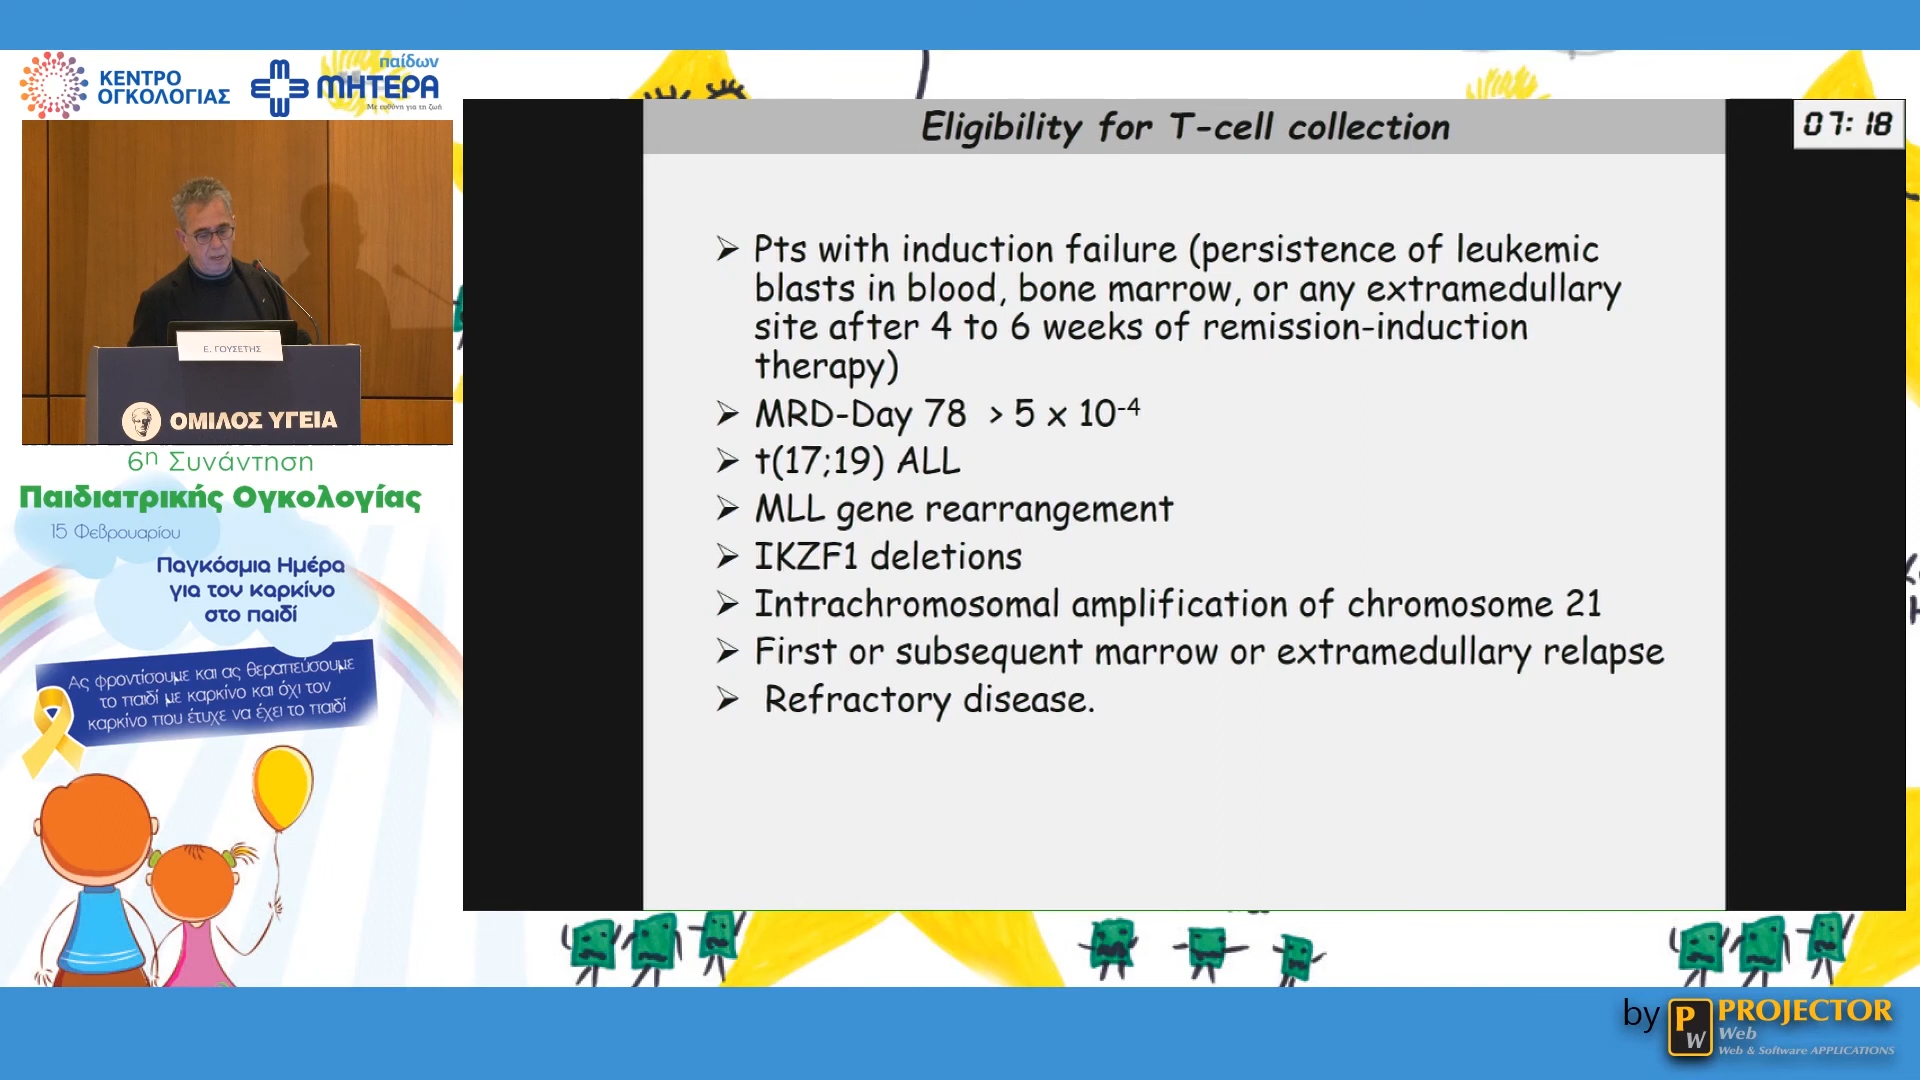 ΚΕΝΤΡΟ
ΟΓΚΟΛΟΓΙΑΣ
παίδων
ΜΗΤΕΡΑ
Με ευθύνη για τη ζωή
Ε. ΓΟΥΣΕΤΗΣ
ΟΜΙΛΟΣ ΥΓΕΙΑ
6η Συνάντηση
Παιδιατρικής Ογκολογίας
15 Φεβρουαρίου
Παγκόσμια Ημέρα
για τον καρκίνο
στο παιδί
Ας φροντίσουμε και ας θεραπεύσουμε
το παιδί με καρκίνο και όχι τον
καρκίνο που έτυχε να έχει το παιδί
Eligibility for T-cell collection
07:18
➢ Pts with induction failure (persistence of leukemic
blasts in blood, bone marrow, or any extramedullary
site after 4 to 6 weeks of remission-induction
therapy)
➢ MRD-Day 78 > 5 x 10⁻⁴
➢ t(17;19) ALL
➢ MLL gene rearrangement
➢ IKZF1 deletions
➢ Intrachromosomal amplification of chromosome 21
➢ First or subsequent marrow or extramedullary relapse
➢ Refractory disease.
by PW PROJECTOR
Web
Web & Software APPLICATIONS